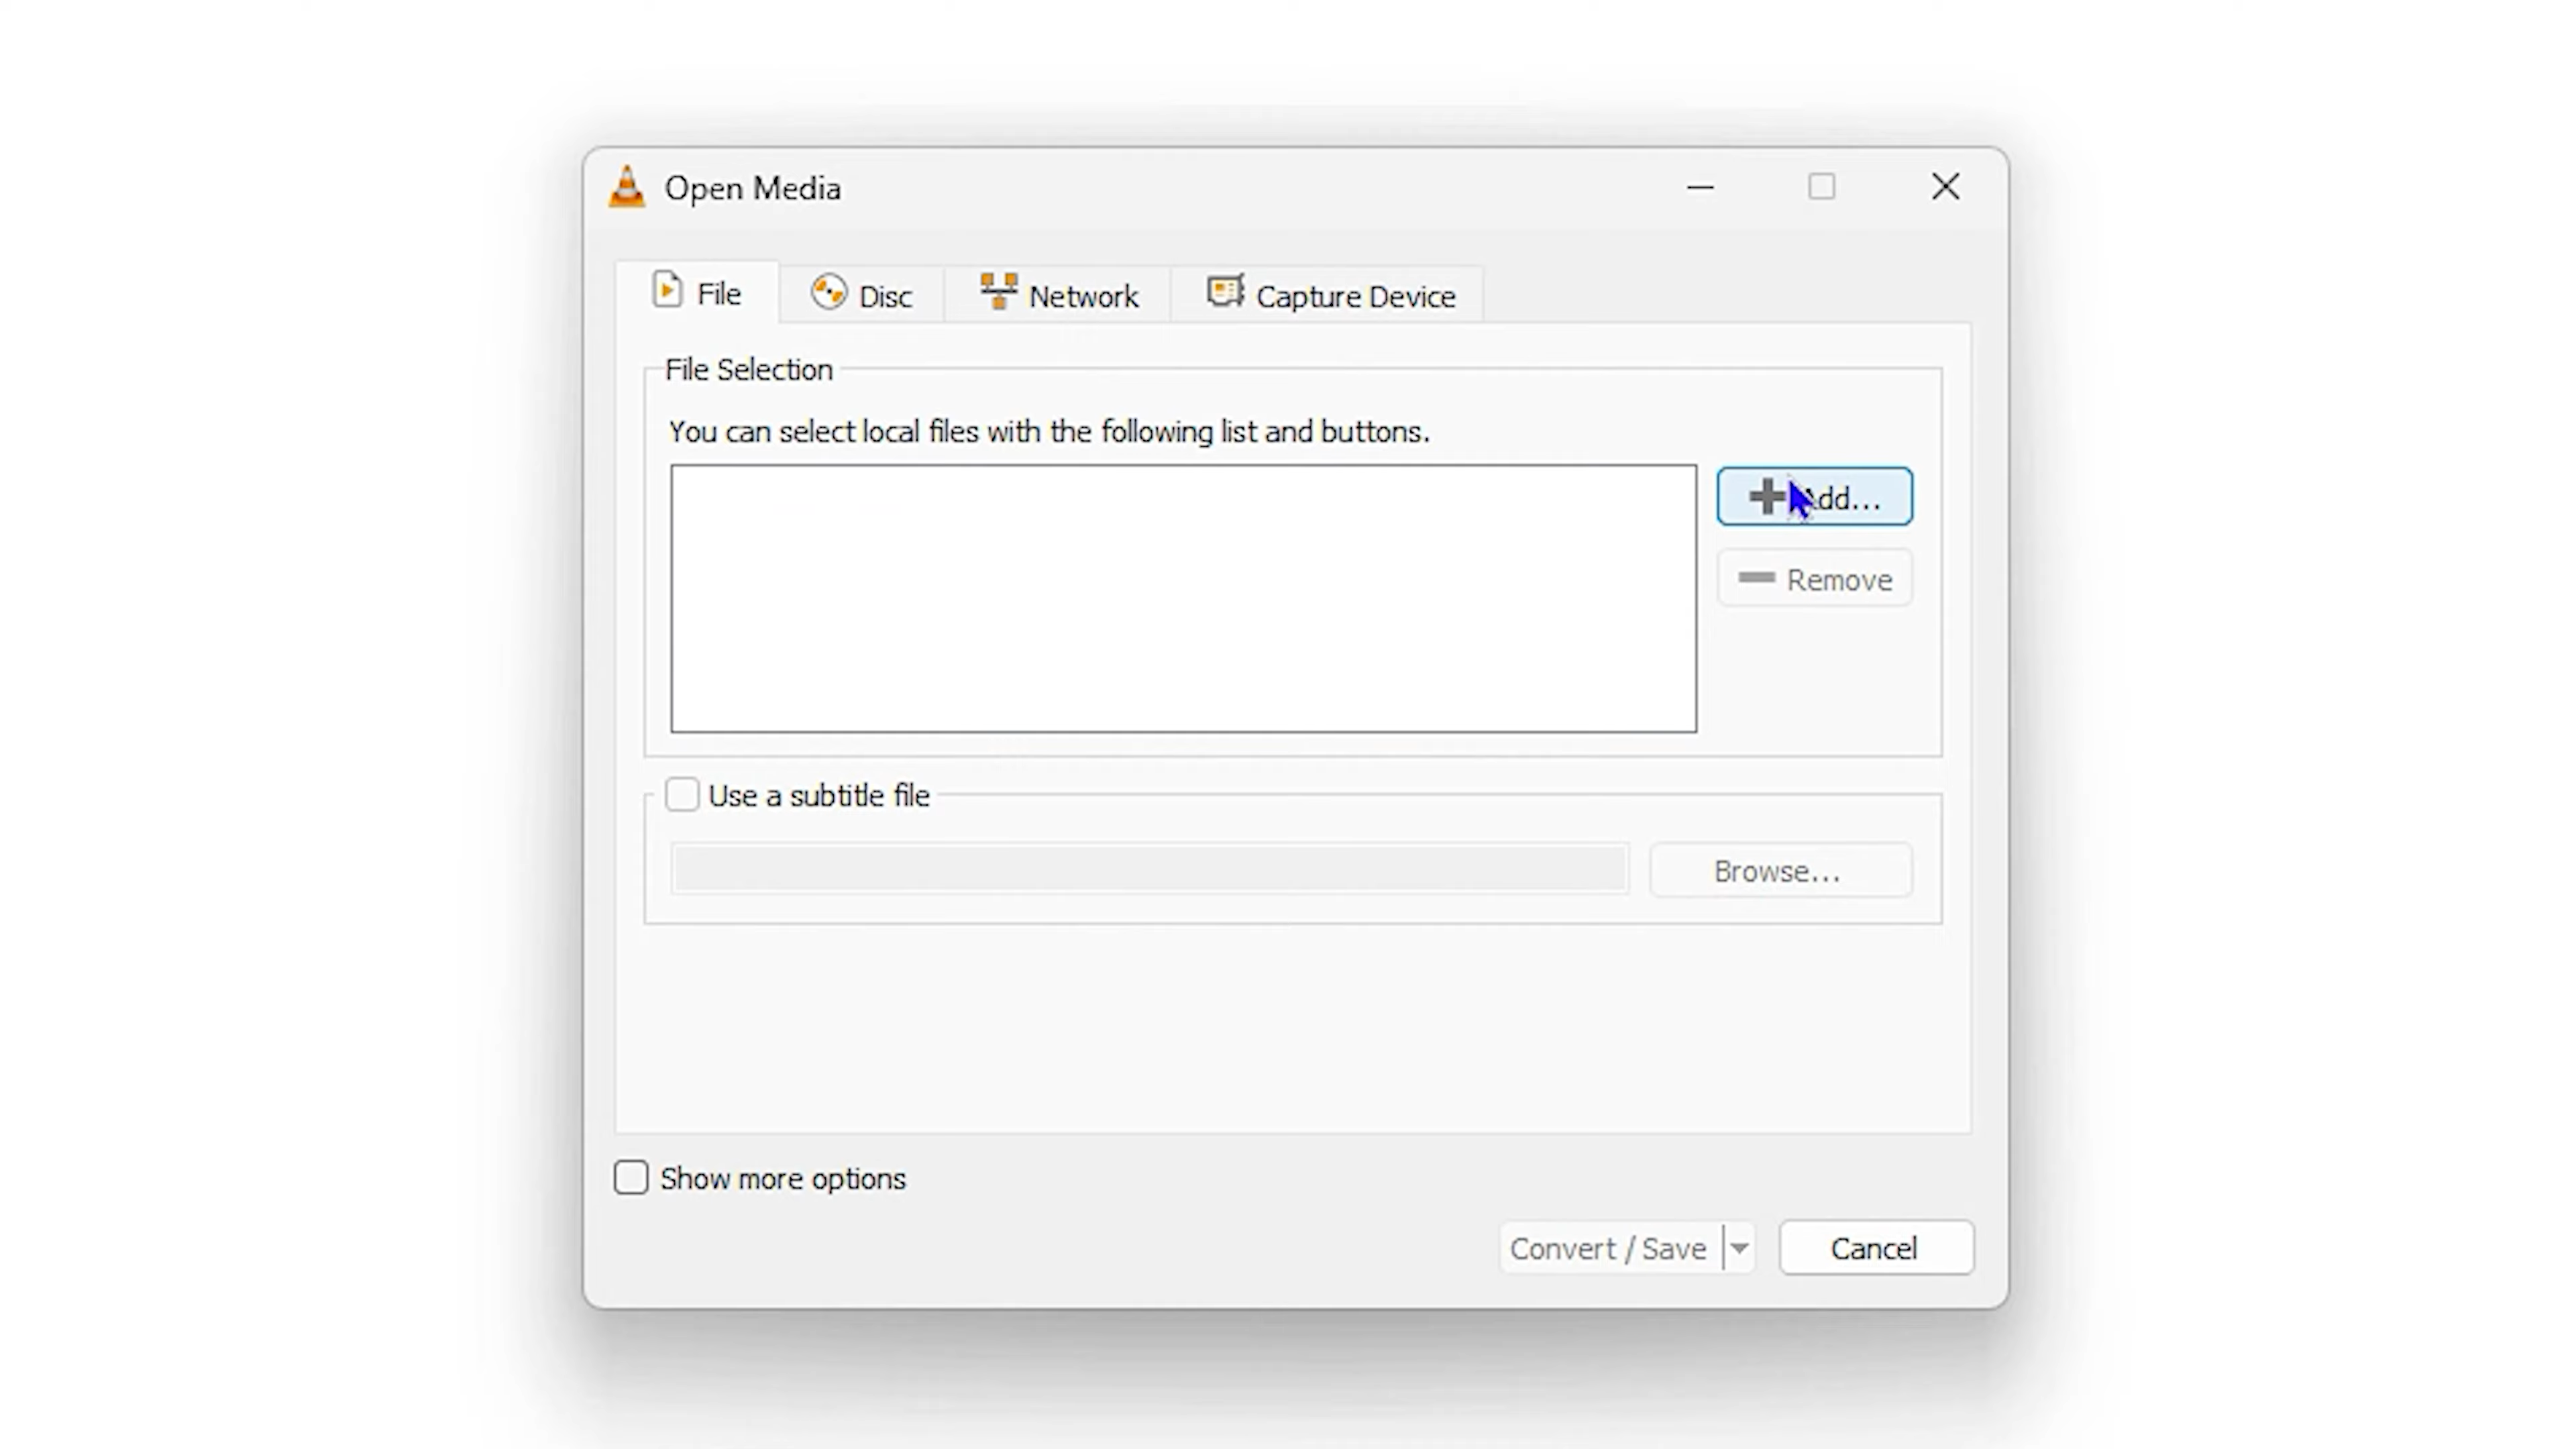 Open Media
File
Disc
Network
Capture Device
File Selection
You can select local files with the following list and buttons.
Add...
Remove
Use a subtitle file
Browse...
Show more options
Convert / Save
Cancel